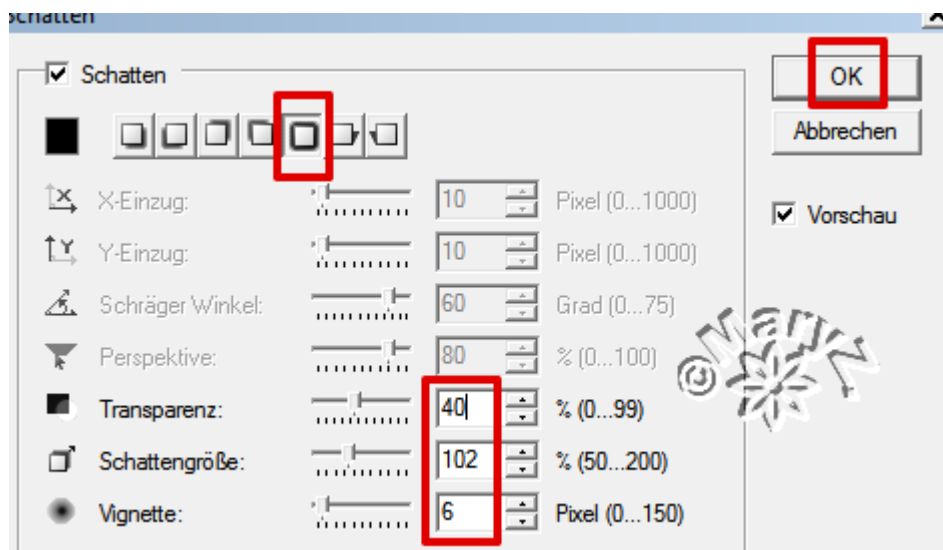 Schatten
Schatten
OK
Abbrechen
X-Einzug: 10 Pixel (0...1000)
Vorschau
Y-Einzug: 10 Pixel (0...1000)
Schräger Winkel: 60 Grad (0...75)
Perspektive: 80 % (0...100)
Transparenz: 40 % (0...99)
Schattengröße: 102 % (50...200)
Vignette: 6 Pixel (0...150)